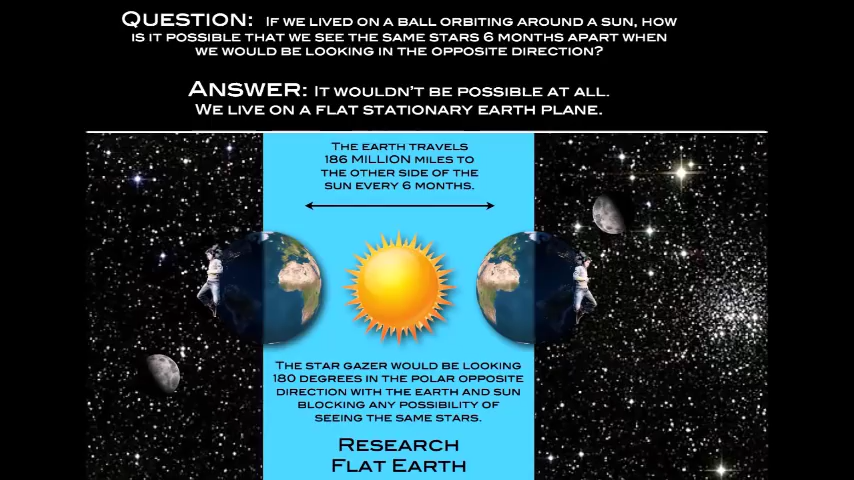 QUESTION: IF WE LIVED ON A BALL ORBITING AROUND A SUN, HOW
IS IT POSSIBLE THAT WE SEE THE SAME STARS 6 MONTHS APART WHEN
WE WOULD BE LOOKING IN THE OPPOSITE DIRECTION?
ANSWER: IT WOULDN'T BE POSSIBLE AT ALL.
WE LIVE ON A FLAT STATIONARY EARTH PLANE.
THE EARTH TRAVELS
186 MILLION MILES TO
THE OTHER SIDE OF THE
SUN EVERY 6 MONTHS.
THE STAR GAZER WOULD BE LOOKING
180 DEGREES IN THE POLAR OPPOSITE
DIRECTION WITH THE EARTH AND SUN
BLOCKING ANY POSSIBILITY OF
SEEING THE SAME STARS.
RESEARCH
FLAT EARTH